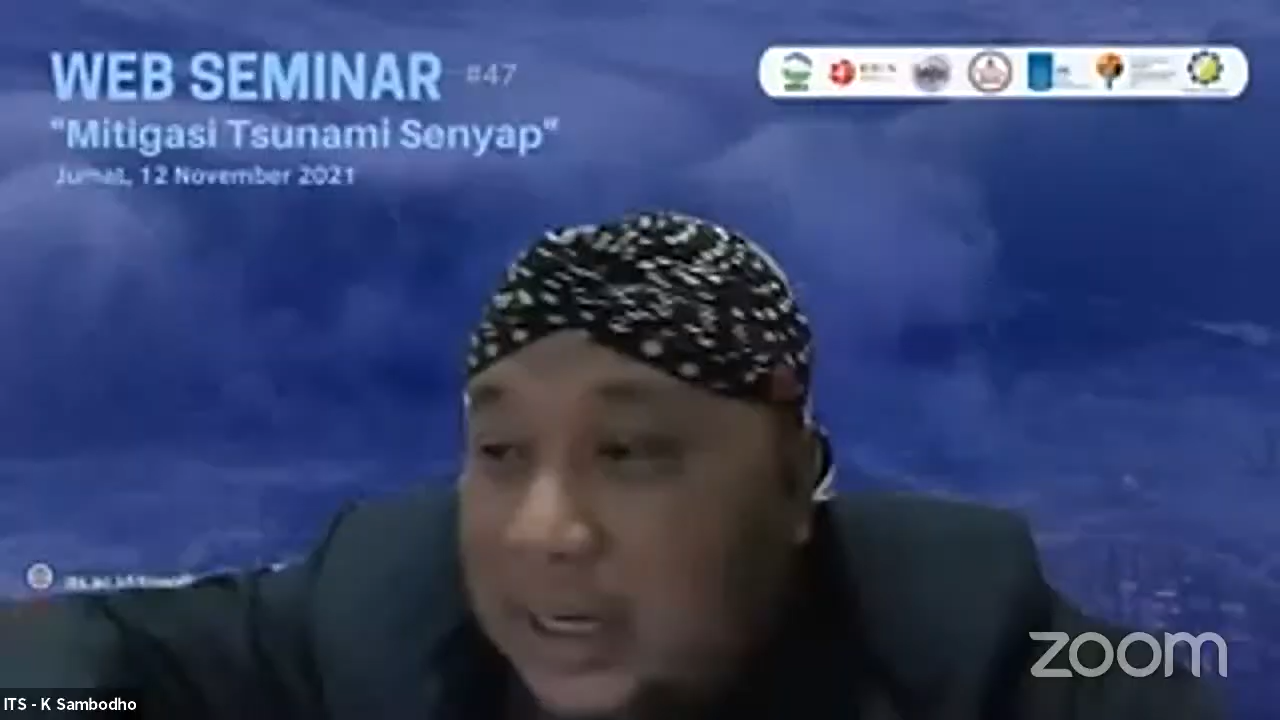 WEB SEMINAR #47
"Mitigasi Tsunami Senyap"
Jumat, 12 November 2021
zoom
ITS - K Sambodho